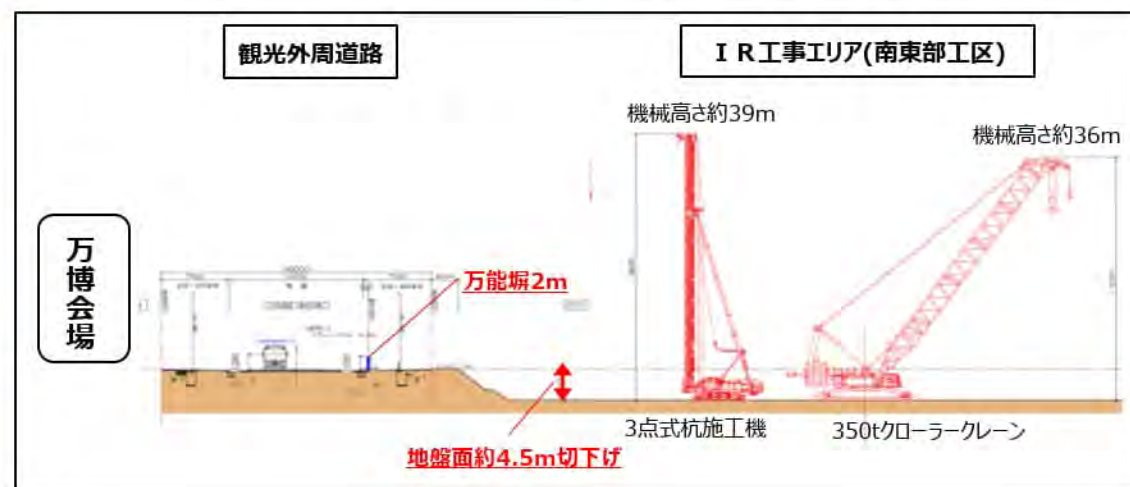 観光外周道路
ＩＲ工事エリア(南東部工区)
機械高さ約39m
機械高さ約36m
万博会場
万能塀2m
3点式杭施工機
350tクローラークレーン
地盤面約4.5m切下げ